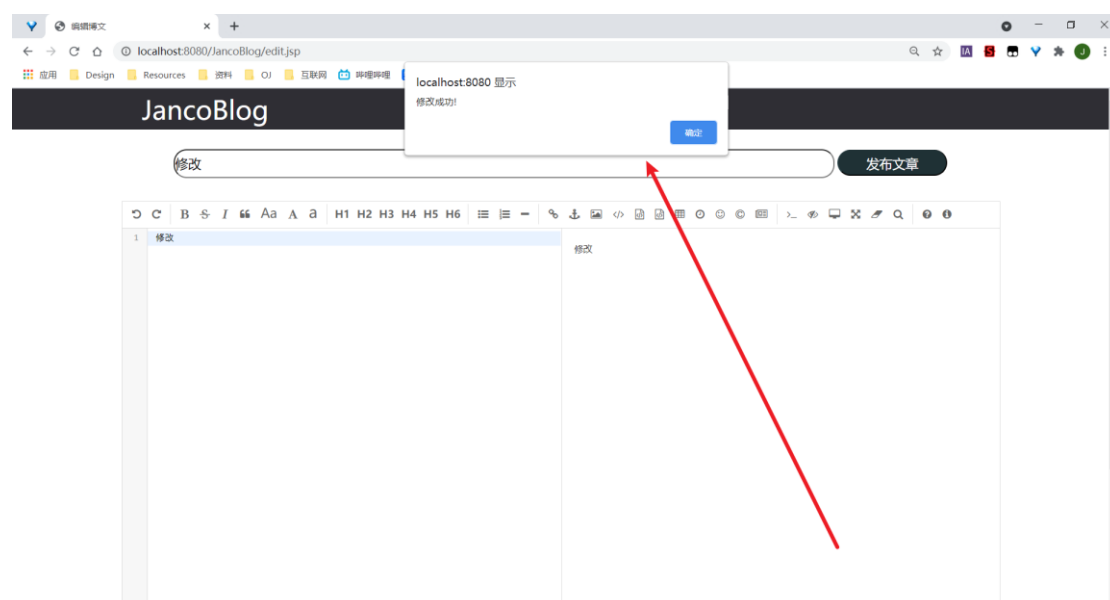 编辑博文
localhost:8080/JancoBlog/edit.jsp
应用 Design Resources 资料 OJ 互联网 哔哩哔哩
localhost:8080 显示
修改成功!
确定
JancoBlog
修改 发布文章
B S I Aa A a H1 H2 H3 H4 H5 H6
1 修改
修改